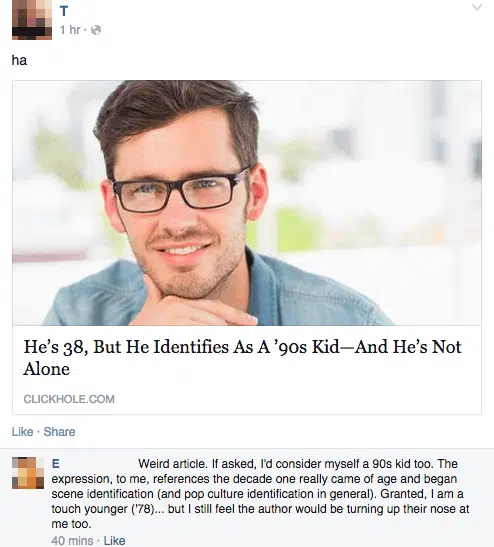 T
1 hr ·
ha
He’s 38, But He Identifies As A ’90s Kid—And He’s Not
Alone
CLICKHOLE.COM
Like · Share
E Weird article. If asked, I'd consider myself a 90s kid too. The
expression, to me, references the decade one really came of age and began
scene identification (and pop culture identification in general). Granted, I am a
touch younger ('78)... but I still feel the author would be turning up their nose at
me too.
40 mins · Like